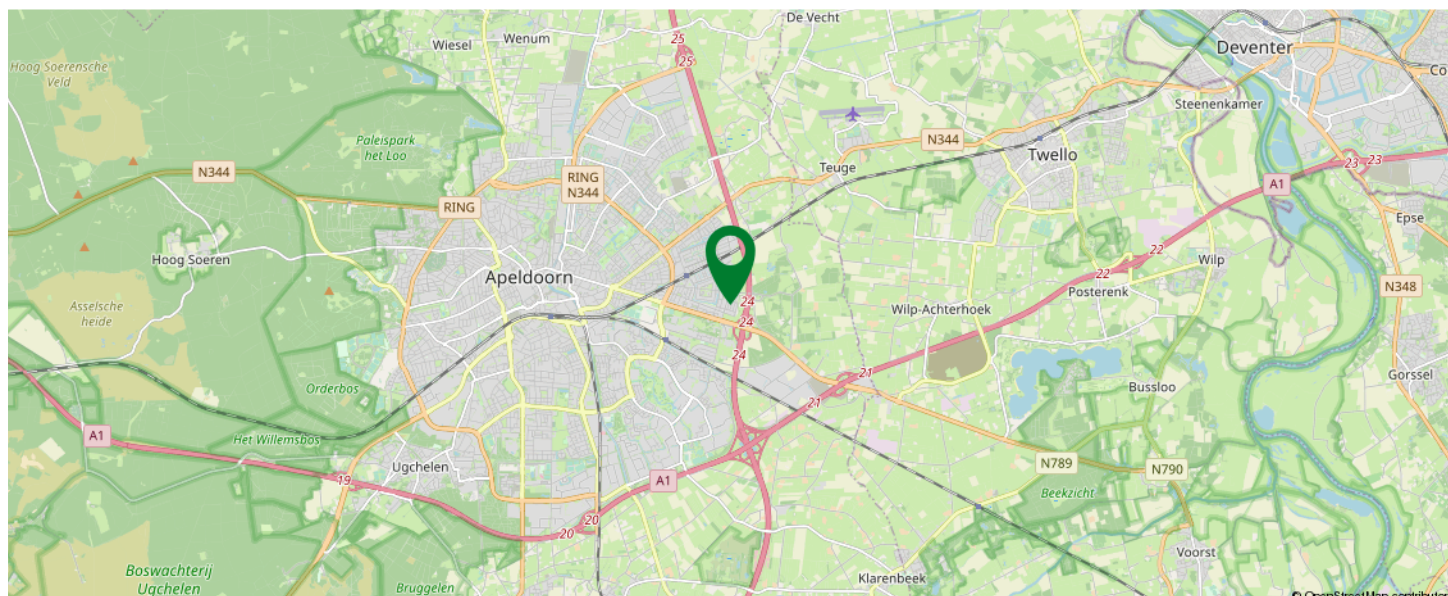 De Vecht
25
Wiesel
Wenum
Deventer
25
Hoog Soerensche
Veld
Steenenkamer
Paleispark
het Loo
N344
Twello
N344
Teuge
23
23
RING
N344
A1
RING
Epse
Hoog Soeren
22
Wilp
Apeldoorn
22
N348
Posterenk
24
Asselsche
heide
Wilp-Achterhoek
24
24
21
Gorssel
Orderbos
Bussloo
21
A1
Het Willemsbos
Ugchelen
N789
N790
19
A1
Beekzicht
20
20
Voorst
Boswachterij
Ugchelen
Bruggelen
Klarenbeek